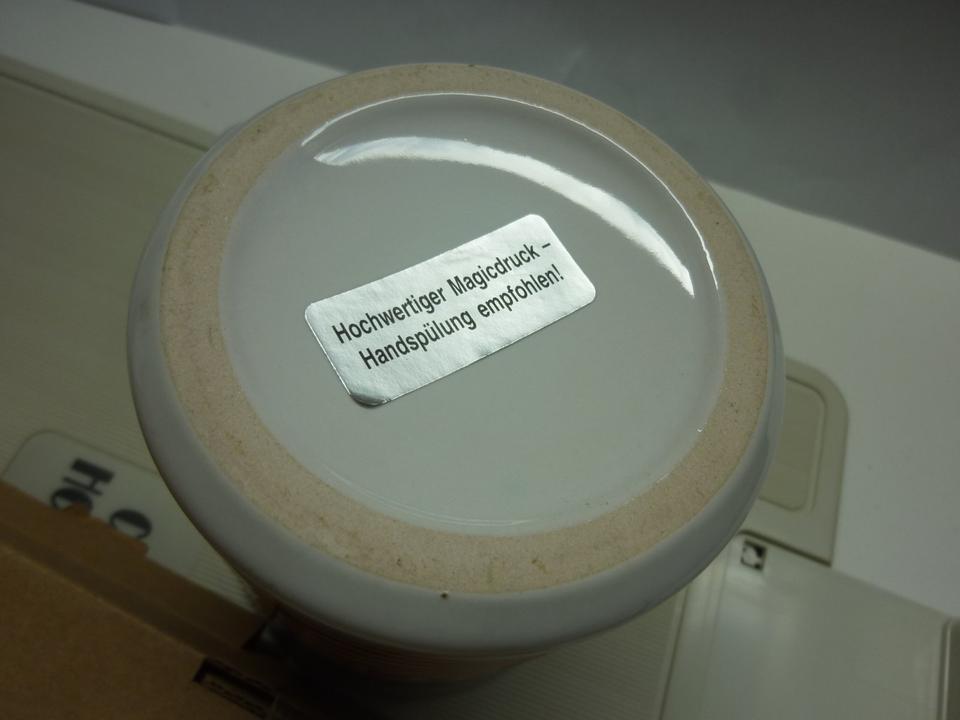 Hochwertiger Magicdruck –
Handspülung empfohlen!